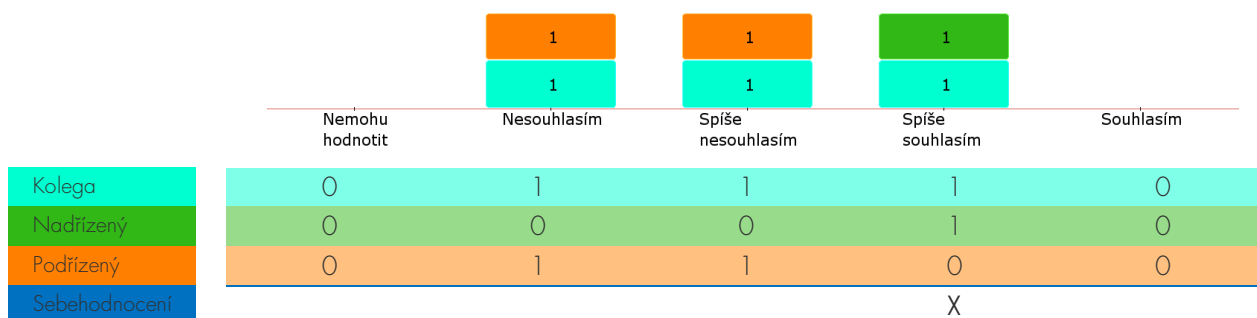 1 1 1
1 1 1
Nemohu hodnotit
Nesouhlasím
Spíše nesouhlasím
Spíše souhlasím
Souhlasím
Kolega 0 1 1 1 0
Nadřízený 0 0 0 1 0
Podřízený 0 1 1 0 0
Sebehodnocení X